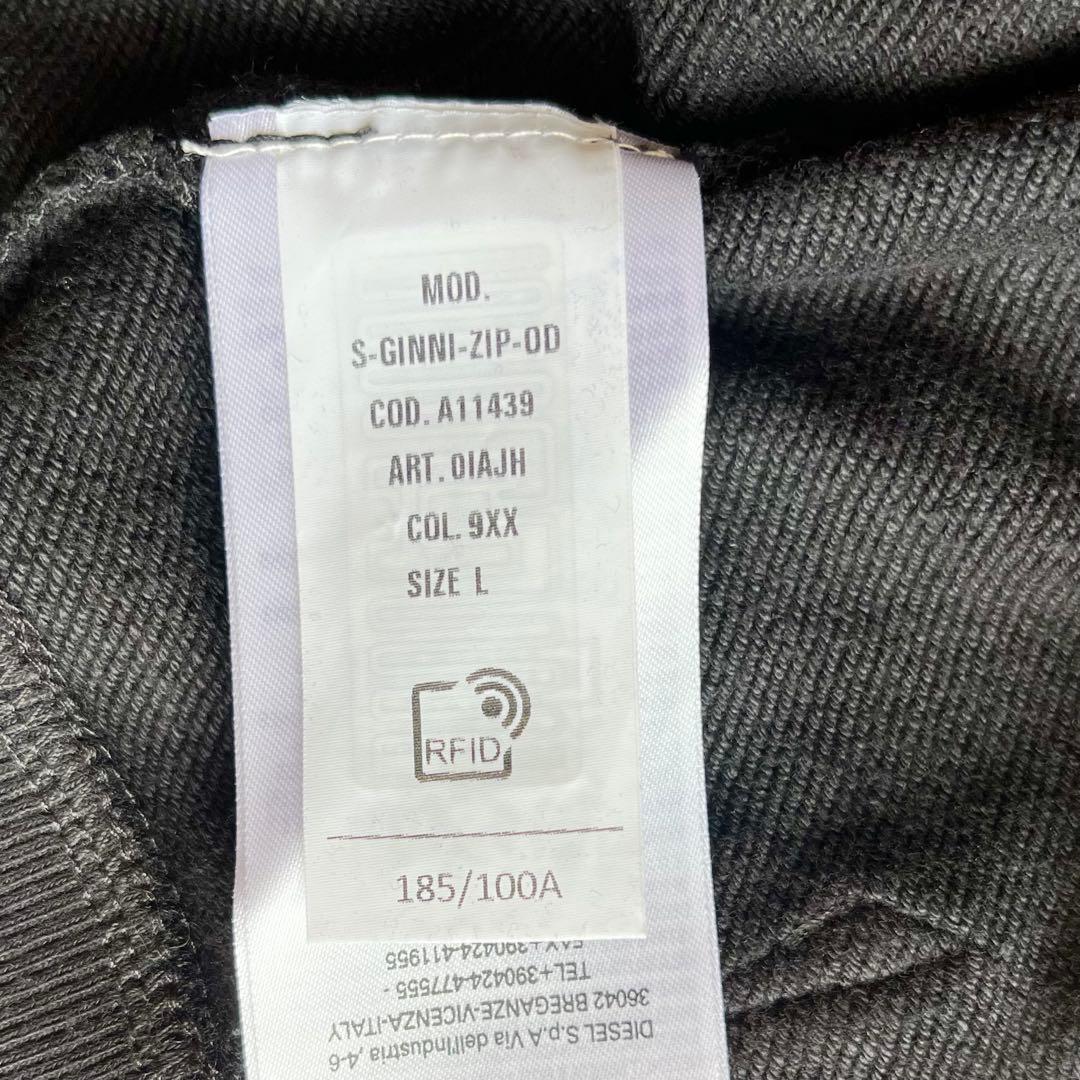 MOD.
S-GINNI-ZIP-OD
COD. A11439
ART. 0IAJH
COL. 9XX
SIZE L
RFID
185/100A
DIESEL S.p.A Via dell'Industria ,4-6
36042 BREGANZE-VICENZA-ITALY
TEL+390424-477555 -
FAX+390424-411955